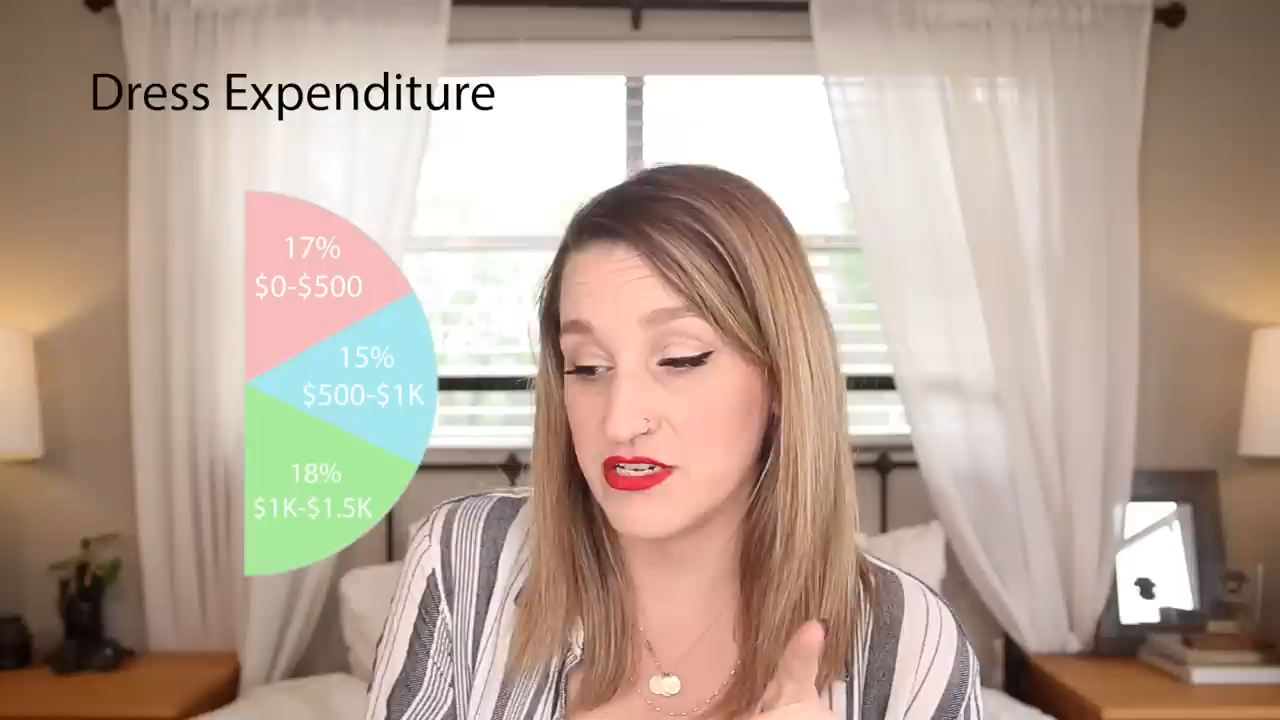 Dress Expenditure
17%
$0-$500
15%
$500-$1K
18%
$1K-$1.5K